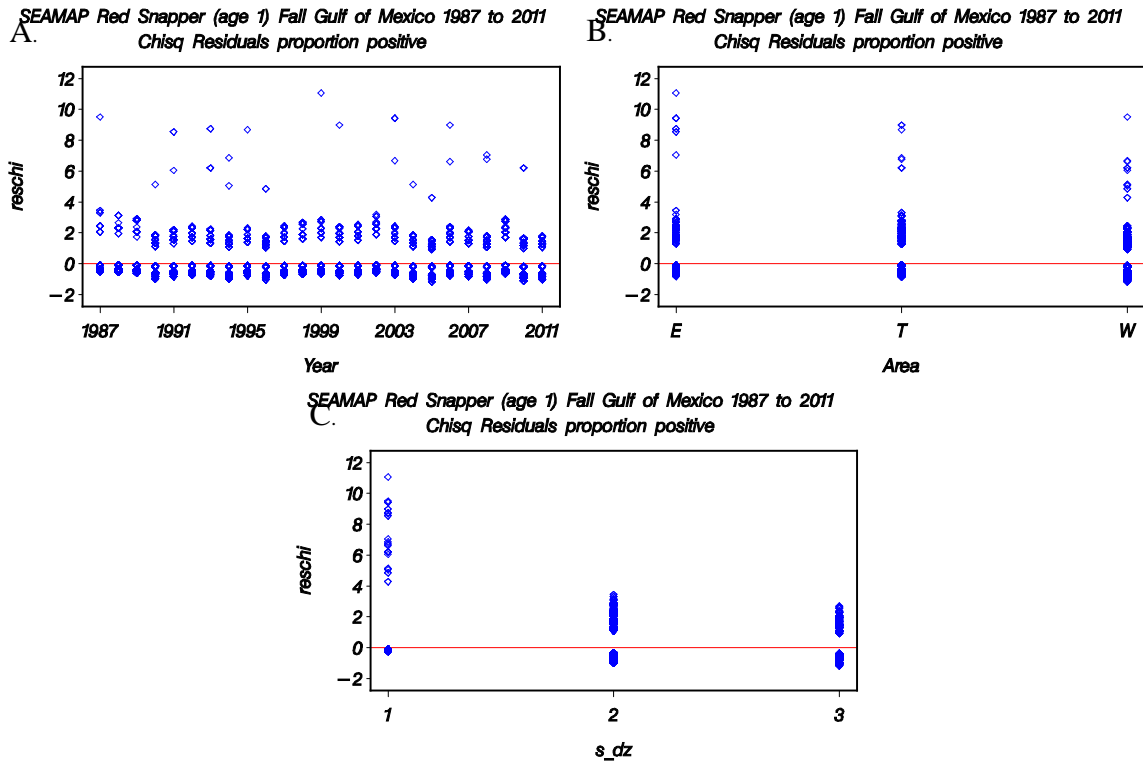 A.
SEAMAP Red Snapper (age 1) Fall Gulf of Mexico 1987 to 2011
Chisq Residuals proportion positive
12
10
8
6
4
2
0
−2
reschi
1987 1991 1995 1999 2003 2007 2011
Year
B.
SEAMAP Red Snapper (age 1) Fall Gulf of Mexico 1987 to 2011
Chisq Residuals proportion positive
12
10
8
6
4
2
0
−2
reschi
E T W
Area
C.
SEAMAP Red Snapper (age 1) Fall Gulf of Mexico 1987 to 2011
Chisq Residuals proportion positive
12
10
8
6
4
2
0
−2
reschi
1 2 3
s_dz